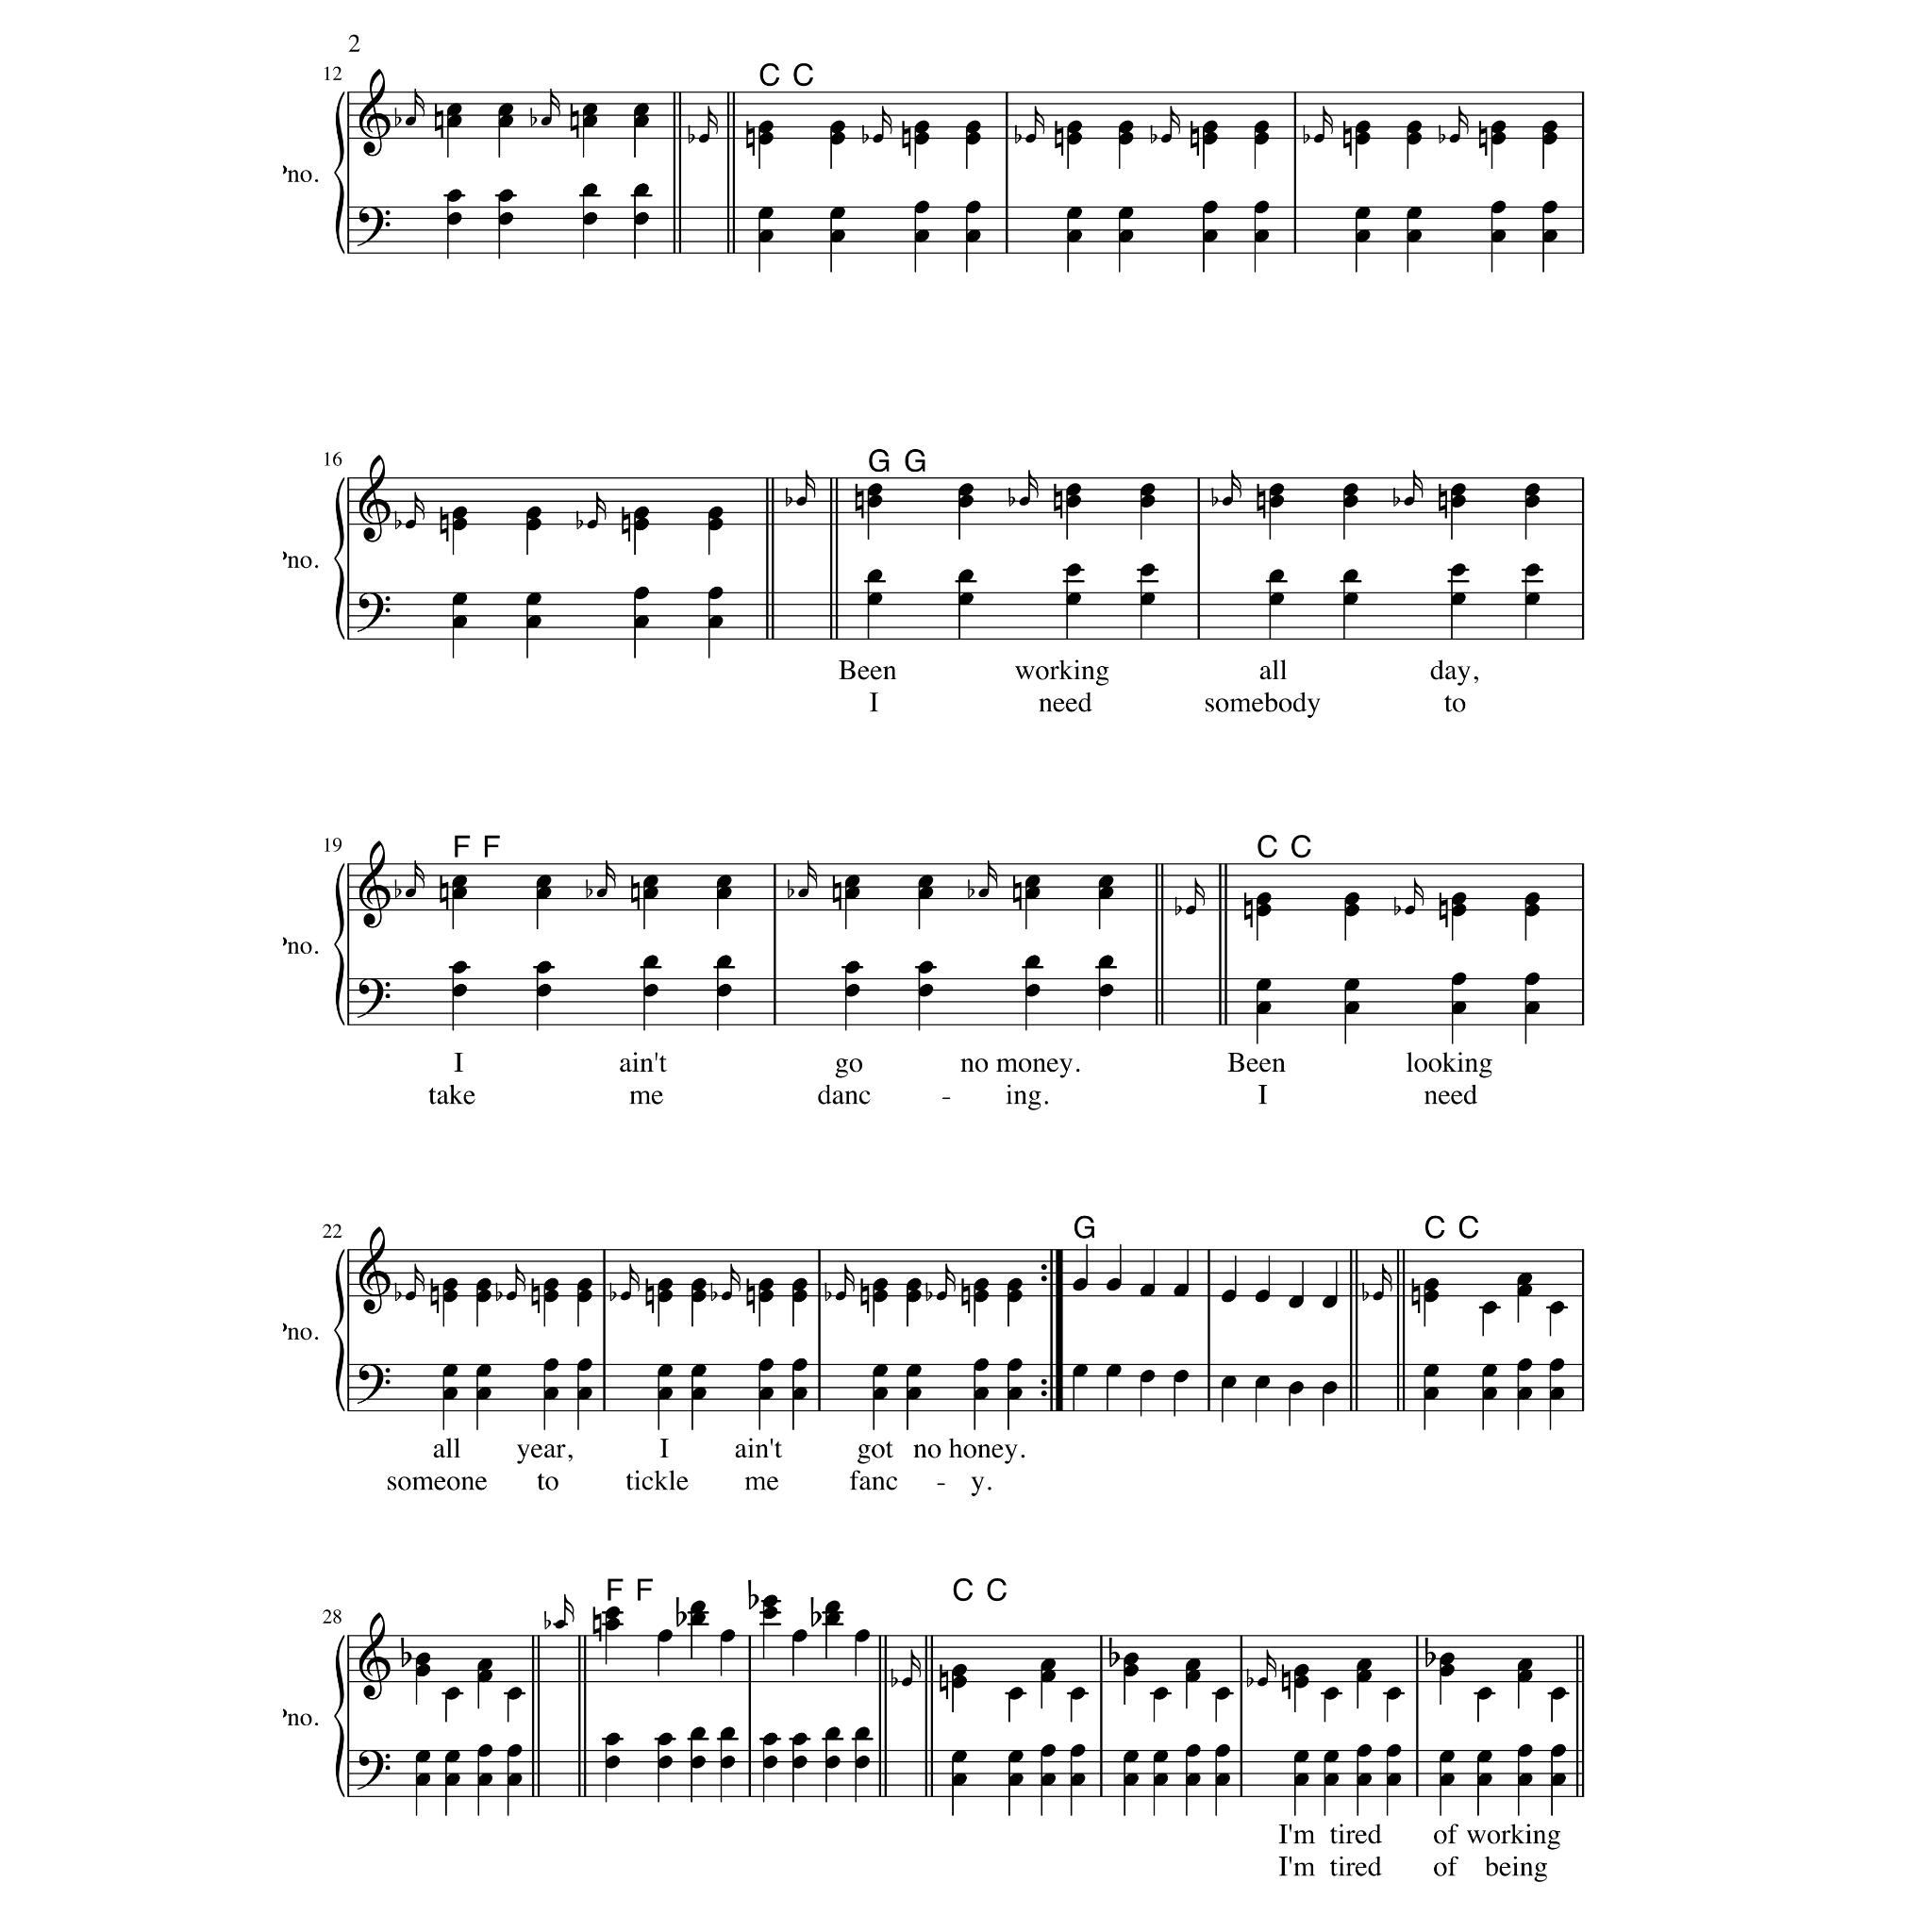 2
12
C C
Pno.
16
G G
Pno.
Been working all day,
I need somebody to
19
F F C C
Pno.
I ain't go no money. Been looking
take me danc - ing. I need
22
G C C
Pno.
all year, I ain't got no honey.
someone to tickle me fanc - y.
28
F F C C
Pno.
I'm tired of working
I'm tired of being